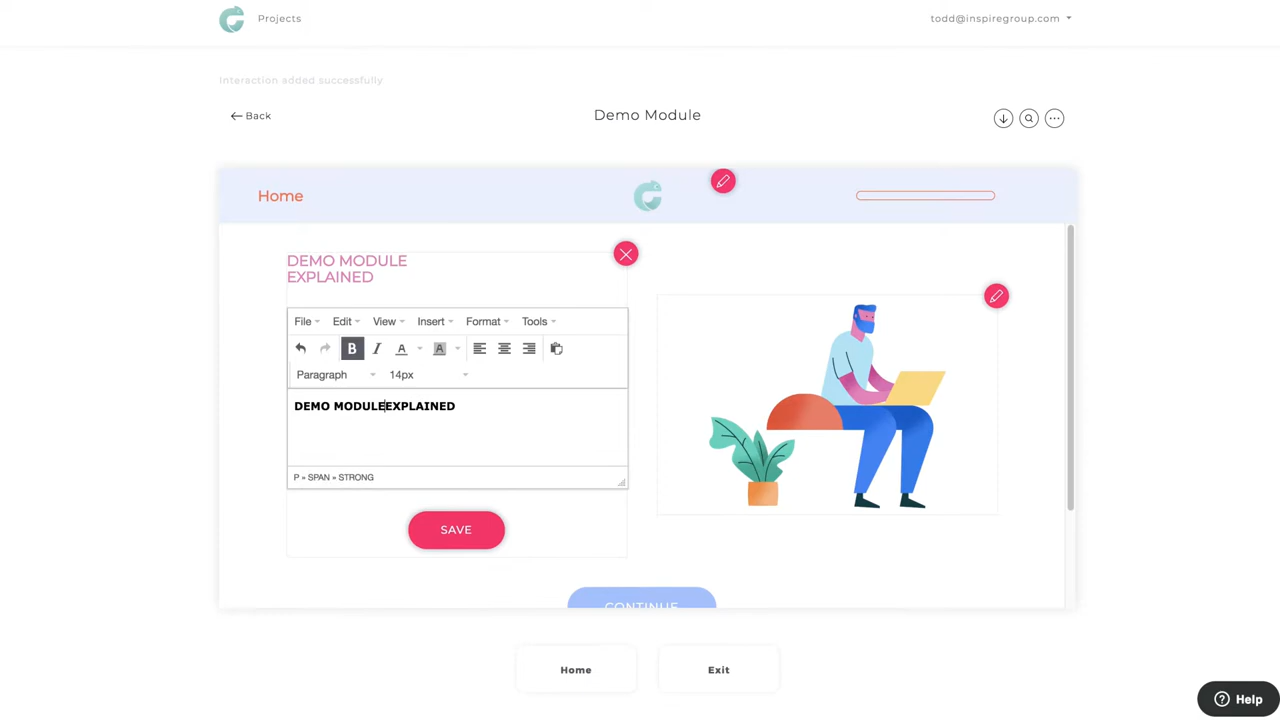 Projects
todd@inspiregroup.com
Interaction added successfully
Back
Demo Module
Home
DEMO MODULE
EXPLAINED
File Edit View Insert Format Tools
B I A A
Paragraph 14px
DEMO MODULEEXPLAINED
P » SPAN » STRONG
SAVE
CONTINUE
Home Exit
Help